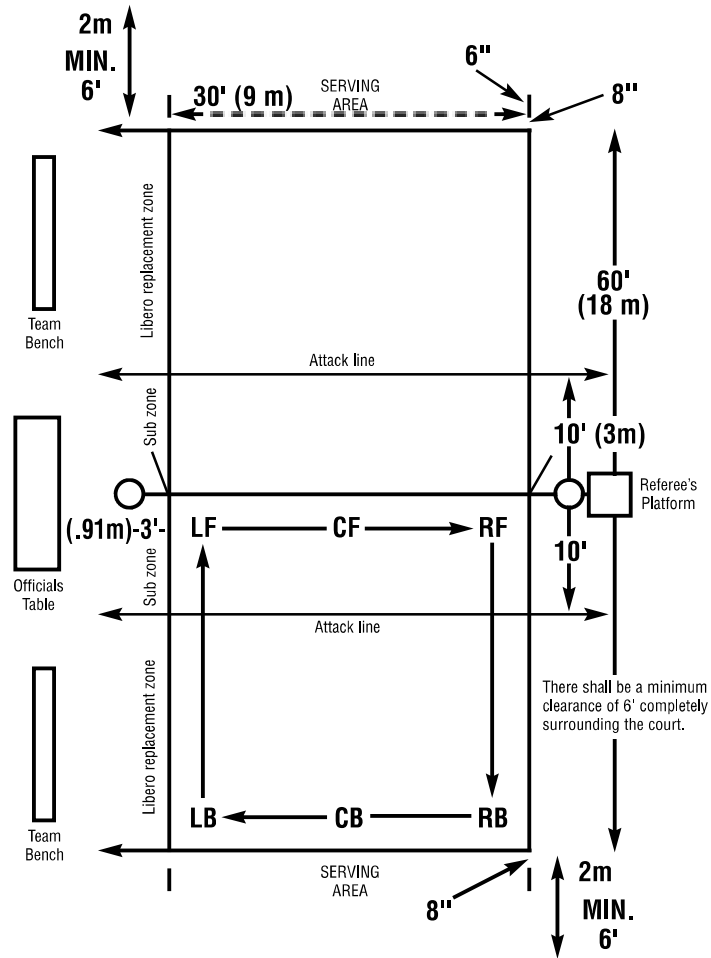 2m
MIN.
6'
6"
30' (9 m)
SERVING
AREA
8"
Libero replacement zone
Team
Bench
60'
(18 m)
Attack line
Sub zone
10' (3m)
Referee's
Platform
(.91m)-3'-
LF
CF
RF
10'
Officials
Table
Sub zone
Attack line
Libero replacement zone
There shall be a minimum
clearance of 6' completely
surrounding the court.
LB
CB
RB
Team
Bench
SERVING
AREA
8"
2m
MIN.
6'